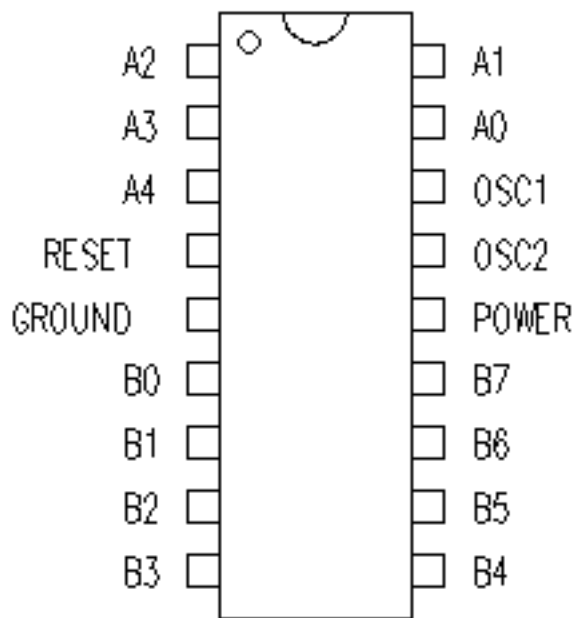 A2 A1
A3 A0
A4 OSC1
RESET OSC2
GROUND POWER
B0 B7
B1 B6
B2 B5
B3 B4